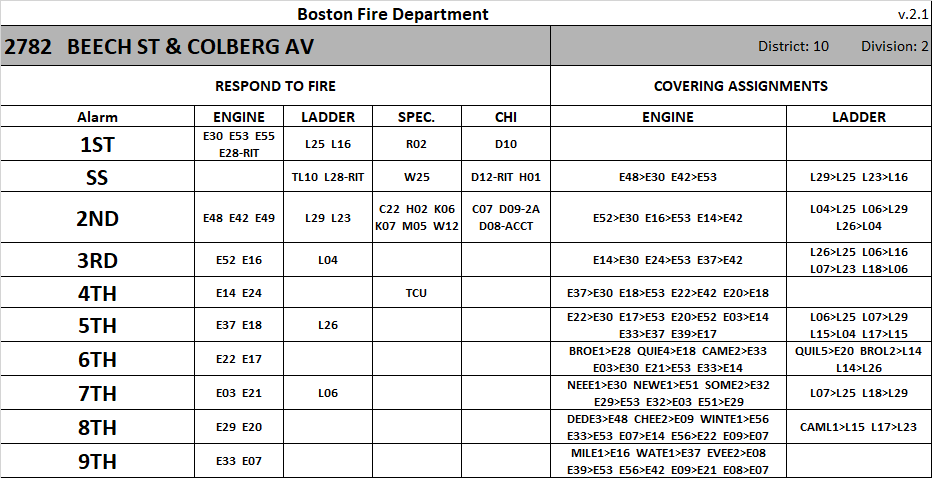 Boston Fire Department v.2.1
2782 BEECH ST & COLBERG AV District: 10 Division: 2
RESPOND TO FIRE COVERING ASSIGNMENTS
Alarm ENGINE LADDER SPEC. CHI ENGINE LADDER
1ST E30 E53 E55 L25 L16 R02 D10
E28-RIT
SS TL10 L28-RIT W25 D12-RIT H01 E48>E30 E42>E53 L29>L25 L23>L16
2ND E48 E42 E49 L29 L23 C22 H02 K06 C07 D09-2A E52>E30 E16>E53 E14>E42 L04>L25 L06>L29
K07 M05 W12 D08-ACCT L26>L04
3RD E52 E16 L04 E14>E30 E24>E53 E37>E42 L26>L25 L06>L16
L07>L23 L18>L06
4TH E14 E24 TCU E37>E30 E18>E53 E22>E42 E20>E18
5TH E37 E18 L26 E22>E30 E17>E53 E20>E52 E03>E14 L06>L25 L07>L29
E33>E37 E39>E17 L15>L04 L17>L15
6TH E22 E17 BROE1>E28 QUIE4>E18 CAME2>E33 QUIL5>E20 BROL2>L14
E03>E30 E21>E53 E33>E14 L14>L26
7TH E03 E21 L06 NEEE1>E30 NEWE1>E51 SOME2>E32 L07>L25 L18>L29
E29>E53 E32>E03 E51>E29
8TH E29 E20 DEDE3>E48 CHEE2>E09 WINTE1>E56 CAML1>L15 L17>L23
E33>E53 E07>E14 E56>E22 E09>E07
9TH E33 E07 MILE1>E16 WATE1>E37 EVEE2>E08
E39>E53 E56>E42 E09>E21 E08>E07